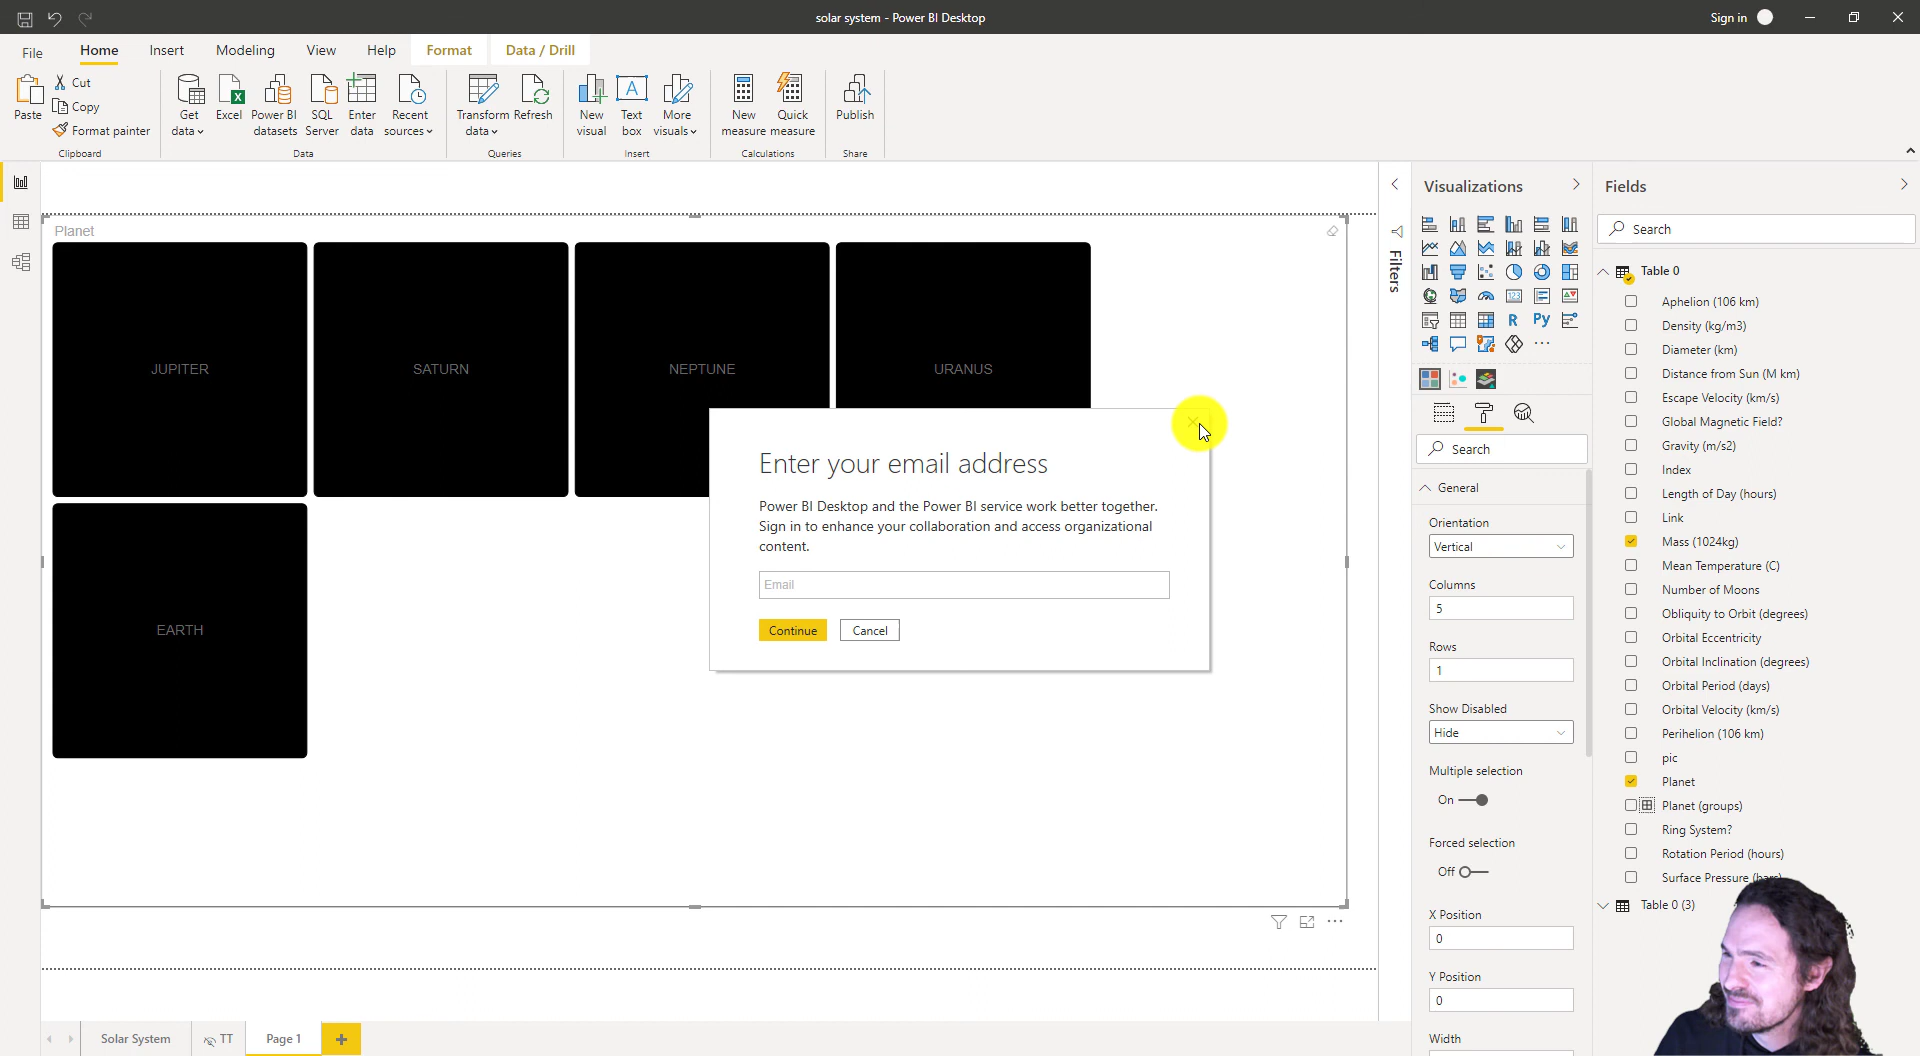 solar system - Power BI Desktop
Sign in
File
Home
Insert
Modeling
View
Help
Format
Data / Drill
Paste
Cut
Copy
Format painter
Clipboard
Get data
Excel
Power BI datasets
SQL Server
Enter data
Recent sources
Data
Transform data
Refresh
Queries
New visual
Text box
More visuals
Insert
New measure
Quick measure
Calculations
Publish
Share
Planet
JUPITER
SATURN
NEPTUNE
URANUS
EARTH
Enter your email address
Power BI Desktop and the Power BI service work better together.
Sign in to enhance your collaboration and access organizational
content.
Email
Continue
Cancel
Filters
Visualizations
123
R
Py
Search
General
Orientation
Vertical
Columns
5
Rows
1
Show Disabled
Hide
Multiple selection
On
Forced selection
Off
X Position
0
Y Position
0
Width
Fields
Search
Table 0
Aphelion (106 km)
Density (kg/m3)
Diameter (km)
Distance from Sun (M km)
Escape Velocity (km/s)
Global Magnetic Field?
Gravity (m/s2)
Index
Length of Day (hours)
Link
Mass (1024kg)
Mean Temperature (C)
Number of Moons
Obliquity to Orbit (degrees)
Orbital Eccentricity
Orbital Inclination (degrees)
Orbital Period (days)
Orbital Velocity (km/s)
Perihelion (106 km)
pic
Planet
Planet (groups)
Ring System?
Rotation Period (hours)
Surface Pressure
Table 0 (3)
Solar System
TT
Page 1